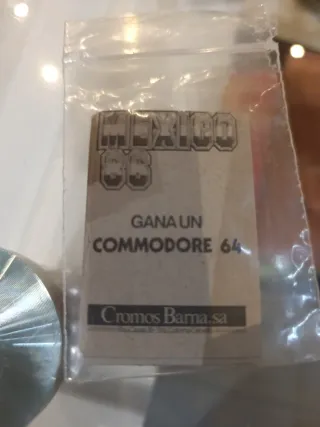 MEXICO
86
GANA UN
COMMODORE 64
Cromos Barna, sa